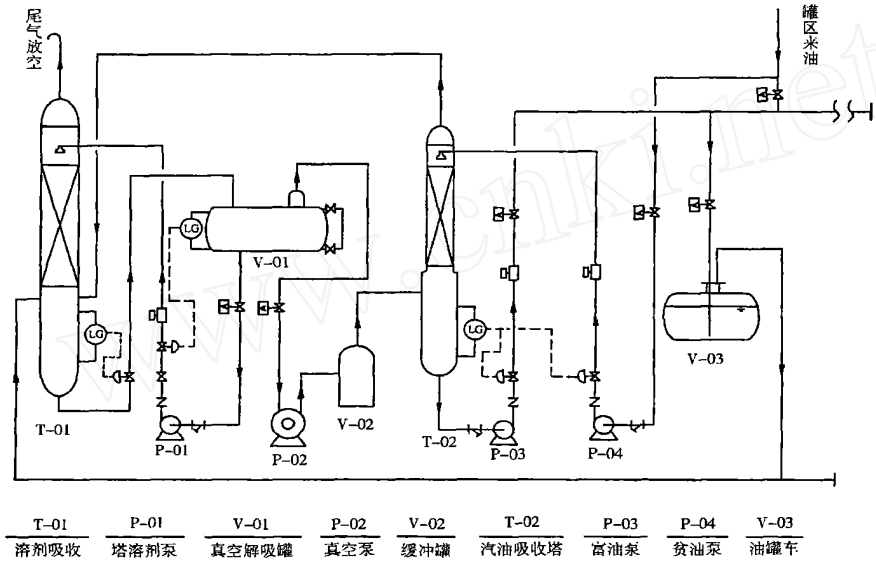 尾气放空
罐区来油
LG
V-01
LG
LG
V-03
V-02
T-01
P-01
P-02
T-02
P-03
P-04
T-01 P-01 V-01 P-02 V-02 T-02 P-03 P-04 V-03
溶剂吸收 塔溶剂泵 真空解吸罐 真空泵 缓冲罐 汽油吸收塔 富油泵 贫油泵 油罐车
www.cnki.net